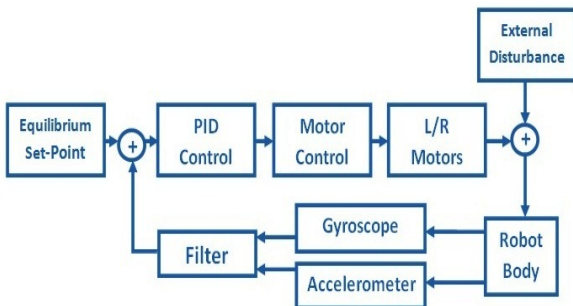 External
Disturbance
Equilibrium
Set-Point
+
PID
Control
Motor
Control
L/R
Motors
+
Gyroscope
Filter
Accelerometer
Robot
Body